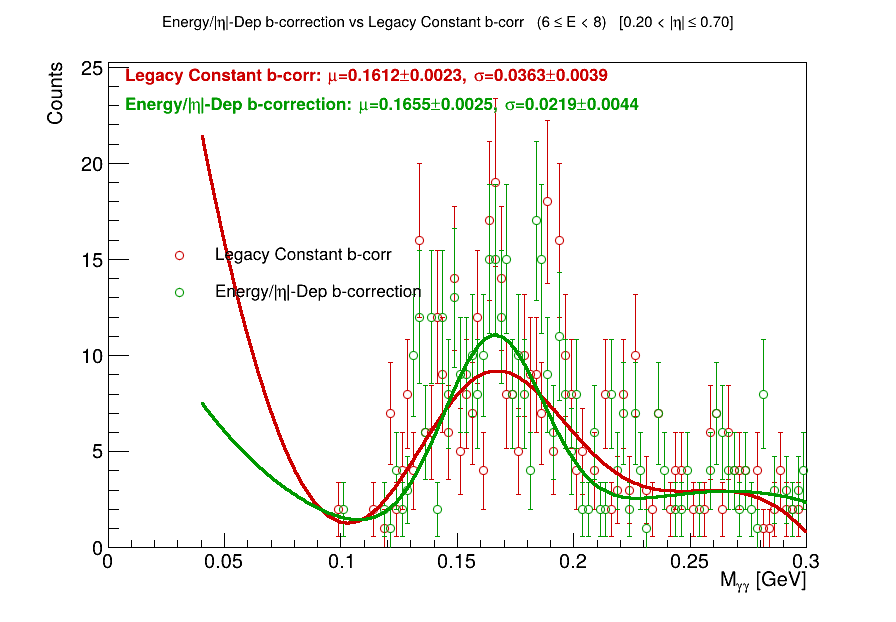 Energy/|η|-Dep b-correction vs Legacy Constant b-corr (6 ≤ E < 8) [0.20 < |η| ≤ 0.70]
Counts
25
20
15
10
5
0
Legacy Constant b-corr: μ=0.1612±0.0023, σ=0.0363±0.0039
Energy/|η|-Dep b-correction: μ=0.1655±0.0025, σ=0.0219±0.0044
Legacy Constant b-corr
Energy/|η|-Dep b-correction
0 0.05 0.1 0.15 0.2 0.25 0.3
Mγγ [GeV]